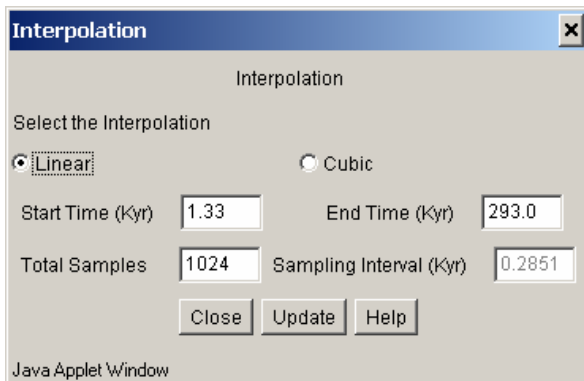 Interpolation
Interpolation
Select the Interpolation
Linear Cubic
Start Time (Kyr) 1.33 End Time (Kyr) 293.0
Total Samples 1024 Sampling Interval (Kyr) 0.2851
Close Update Help
Java Applet Window